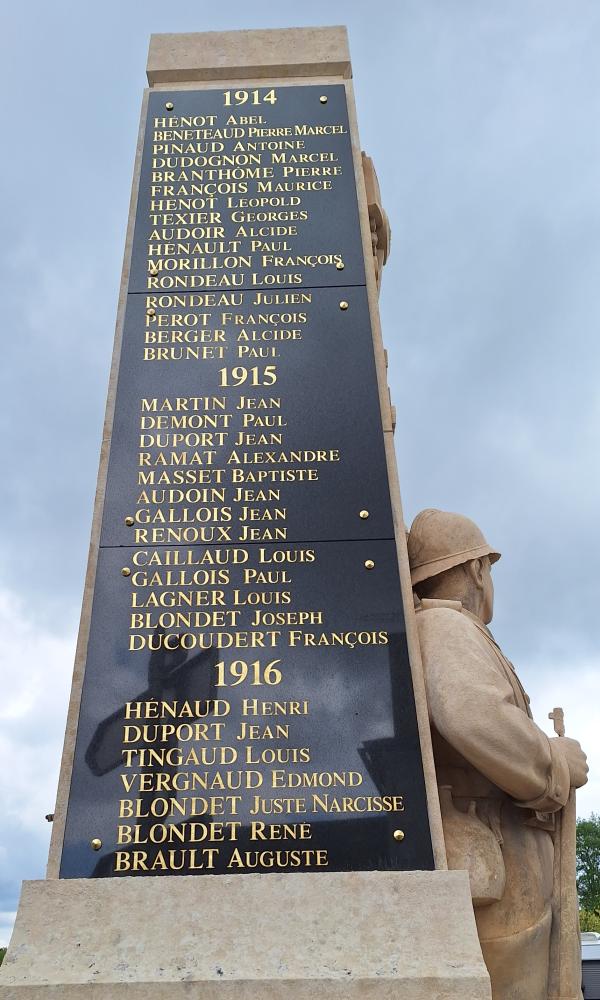 1914
HÉNOT ABEL
BENETEAUD PIERRE MARCEL
PINAUD ANTOINE
DUDOGNON MARCEL
BRANTHÔME PIERRE
FRANÇOIS MAURICE
HENOT LÉOPOLD
TEXIER GEORGES
AUDOIR ALCIDE
HENAULT PAUL
MORILLON FRANÇOIS
RONDEAU LOUIS
RONDEAU JULIEN
PEROT FRANÇOIS
BERGER ALCIDE
BRUNET PAUL
1915
MARTIN JEAN
DEMONT PAUL
DUPORT JEAN
RAMAT ALEXANDRE
MASSET BAPTISTE
AUDOIN JEAN
GALLOIS JEAN
RENOUX JEAN
CAILLAUD LOUIS
GALLOIS PAUL
LAGNER LOUIS
BLONDET JOSEPH
DUCOUDERT FRANÇOIS
1916
HÉNAUD HENRI
DUPORT JEAN
TINGAUD LOUIS
VERGNAUD EDMOND
BLONDET JUSTE NARCISSE
BLONDET RENÉ
BRAULT AUGUSTE